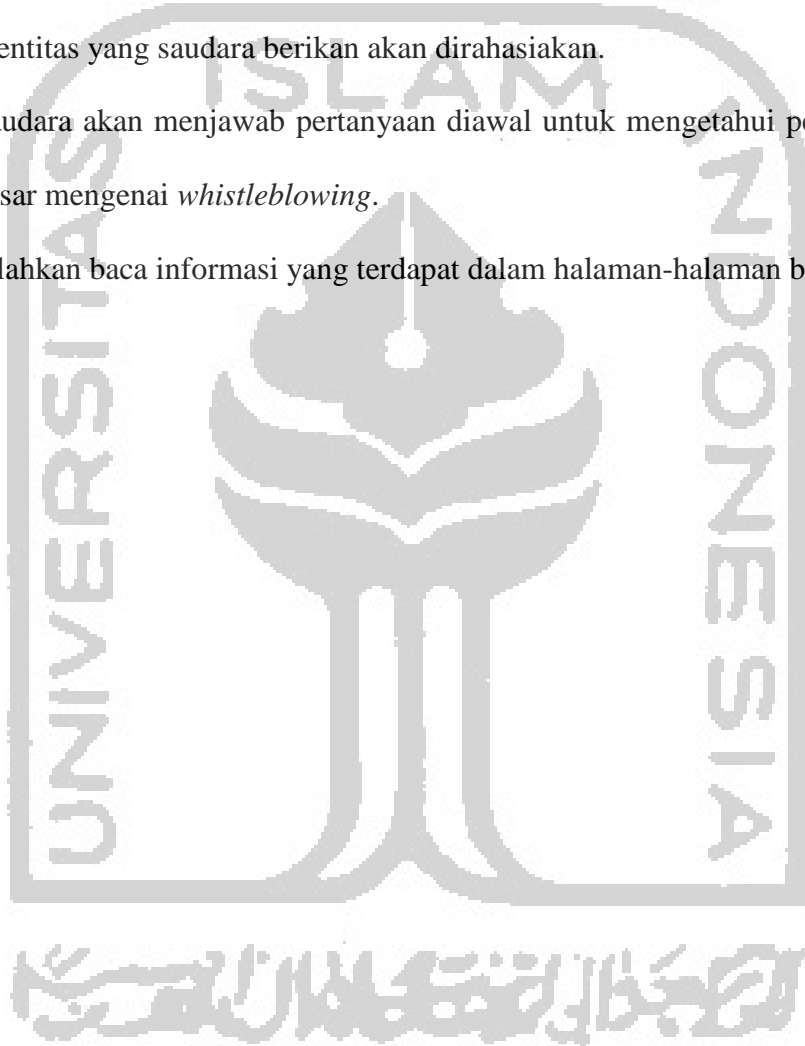 entitas yang saudara berikan akan dirahasiakan.
audara akan menjawab pertanyaan diawal untuk mengetahui pe
sar mengenai whistleblowing.
lahkan baca informasi yang terdapat dalam halaman-halaman b
UNIVERSITAS
ISLAM
INDONESIA